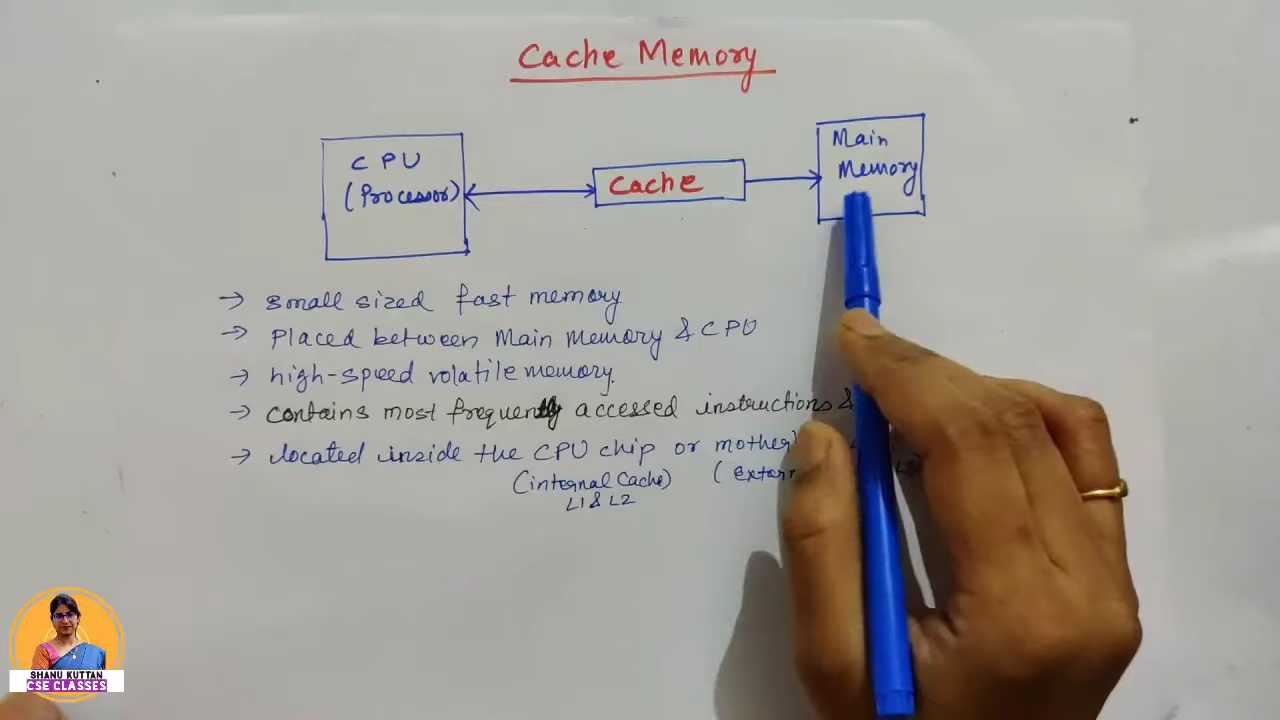 Cache Memory
CPU
(Processor)
Cache
Main
Memory
→ small sized fast memory
→ Placed between Main Memory & CPU
→ high-speed volatile memory.
→ contains most frequently accessed instructions &
→ located inside the CPU chip or mother
(internal Cache) (Extern
L1 & L2
SHANU KUTTAN
CSE CLASSES